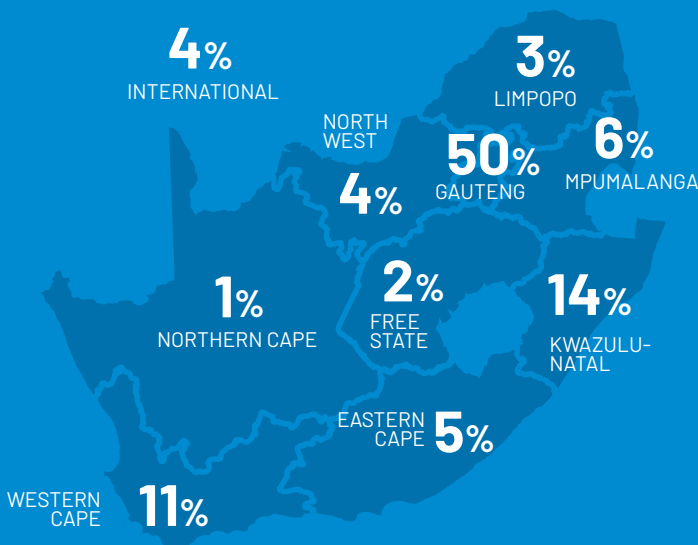 4%
INTERNATIONAL
3%
LIMPOPO
NORTH
WEST
4%
50%
GAUTENG
6%
MPUMALANGA
1%
NORTHERN CAPE
2%
FREE
STATE
14%
KWAZULU-
NATAL
EASTERN
CAPE
5%
WESTERN
CAPE
11%